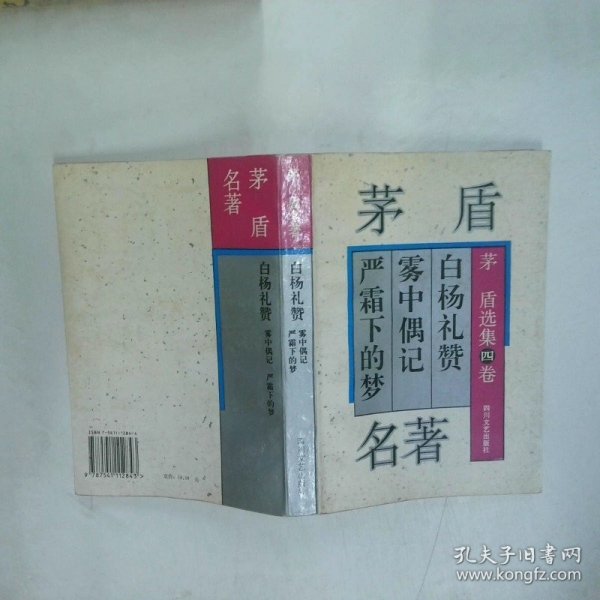 名著
茅盾
白杨礼赞
雾中偶记 严霜下的梦
9 787541 112843 >
白杨礼赞
雾中偶记
严霜下的梦
茅盾
白杨礼赞
雾中偶记
严霜下的梦
茅盾选集四卷
四川文艺出版社
名著
孔夫子旧书网
www.kongfz.com